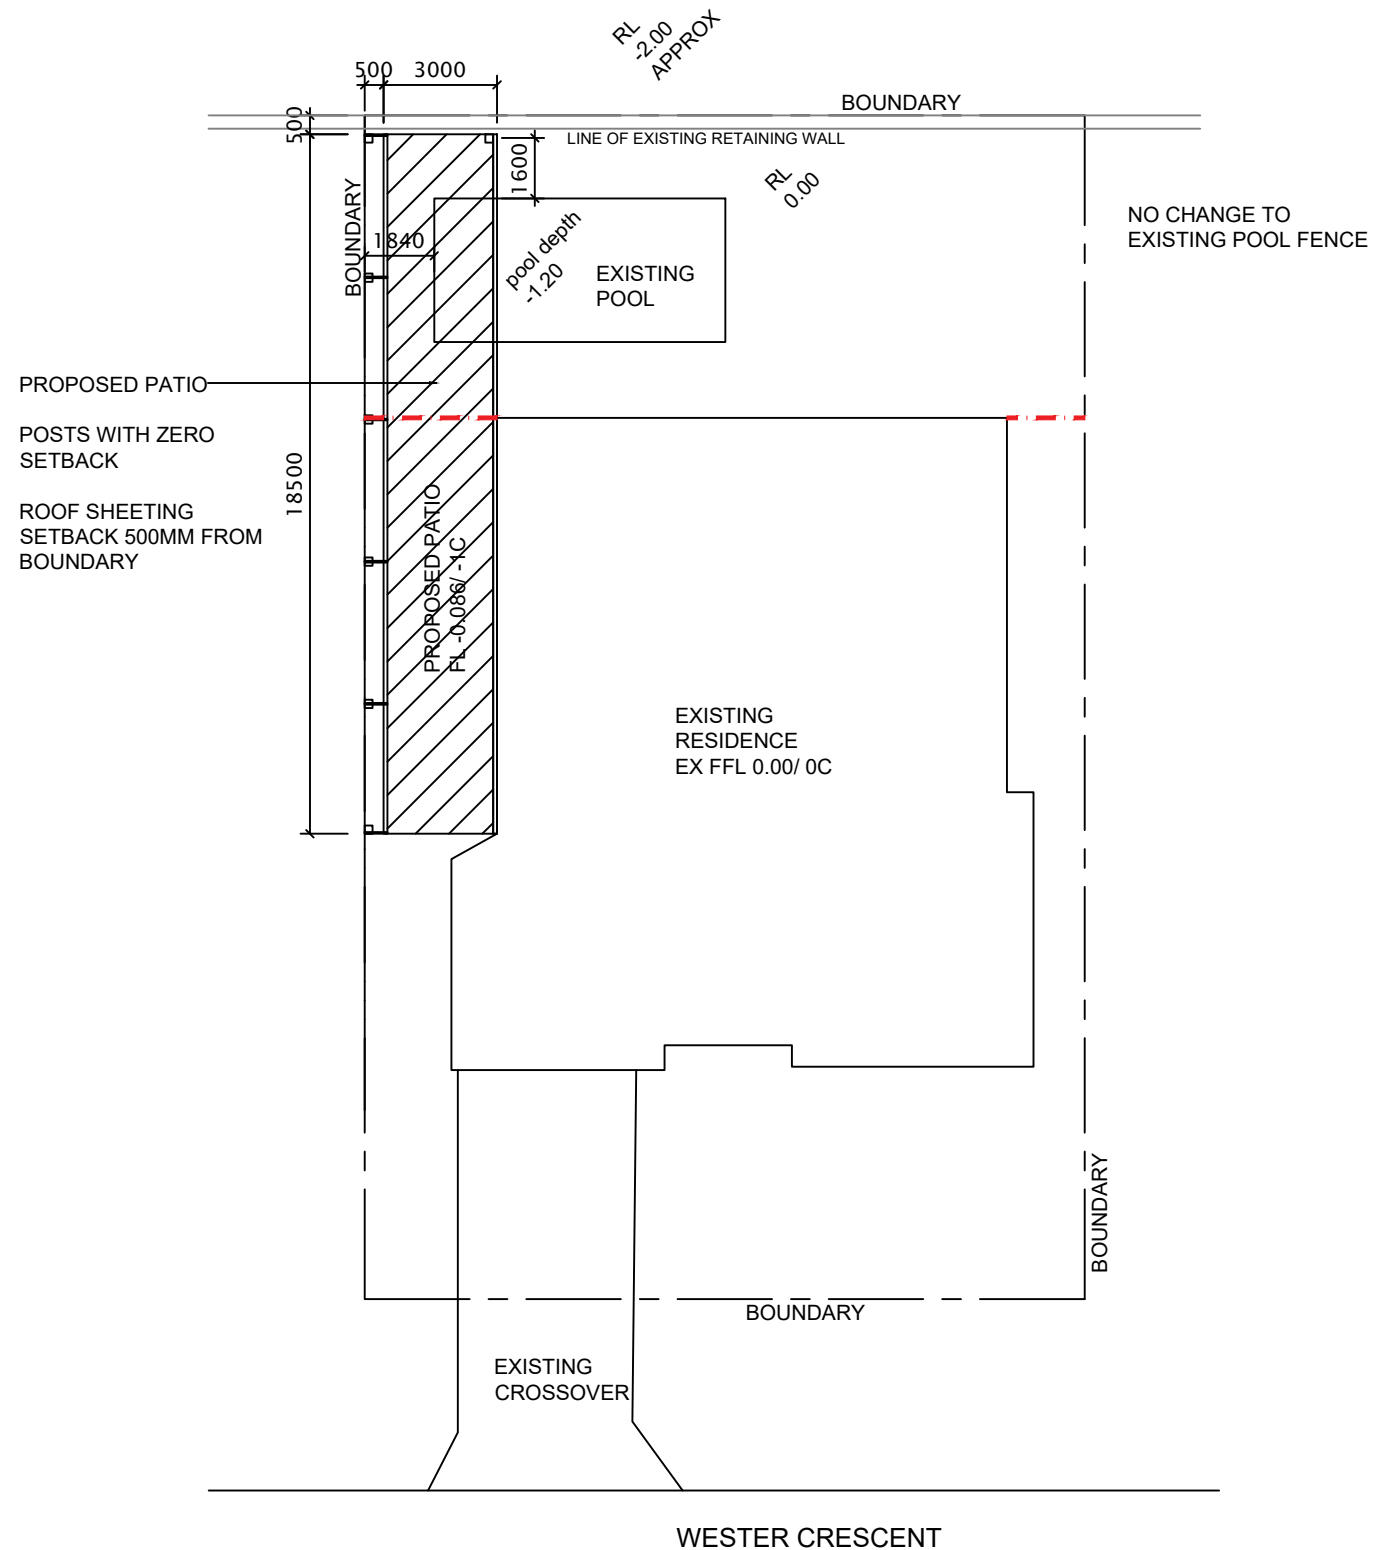 RL
-2.00
APPROX
500
3000
BOUNDARY
500
LINE OF EXISTING RETAINING WALL
1600
RL
0.00
BOUNDARY
NO CHANGE TO
EXISTING POOL FENCE
1840
pool depth
-1.20
EXISTING
POOL
PROPOSED PATIO
POSTS WITH ZERO
SETBACK
ROOF SHEETING
SETBACK 500MM FROM
BOUNDARY
18500
PROPOSED PATIO
FL -0.086/ -1C
EXISTING
RESIDENCE
EX FFL 0.00/ 0C
BOUNDARY
BOUNDARY
EXISTING
CROSSOVER
WESTER CRESCENT